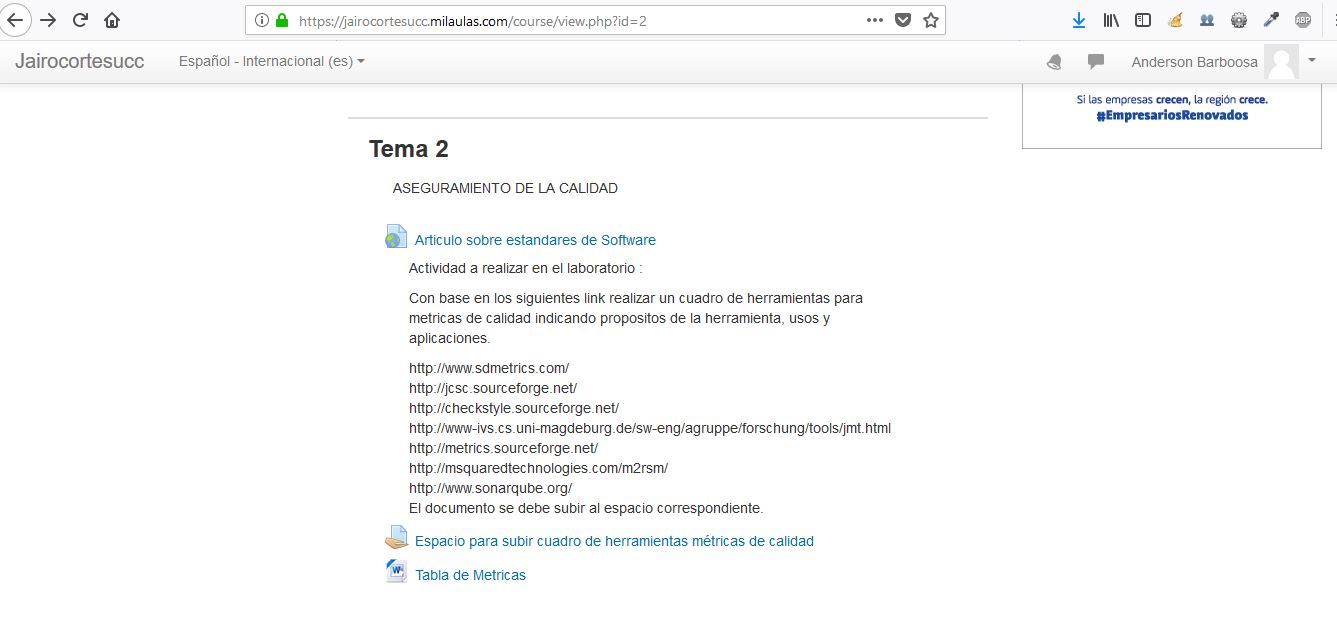 https://jairocortesucc.milaulas.com/course/view.php?id=2
ABP
Jairocortesucc
Español - Internacional (es)
Anderson Barboosa
Si las empresas crecen, la región crece.
#EmpresariosRenovados
Tema 2
ASEGURAMIENTO DE LA CALIDAD
Articulo sobre estandares de Software
Actividad a realizar en el laboratorio :
Con base en los siguientes link realizar un cuadro de herramientas para
metricas de calidad indicando propositos de la herramienta, usos y
aplicaciones.
http://www.sdmetrics.com/
http://jcsc.sourceforge.net/
http://checkstyle.sourceforge.net/
http://www-ivs.cs.uni-magdeburg.de/sw-eng/agruppe/forschung/tools/jmt.html
http://metrics.sourceforge.net/
http://msquaredtechnologies.com/m2rsm/
http://www.sonarqube.org/
El documento se debe subir al espacio correspondiente.
Espacio para subir cuadro de herramientas métricas de calidad
W
Tabla de Metricas